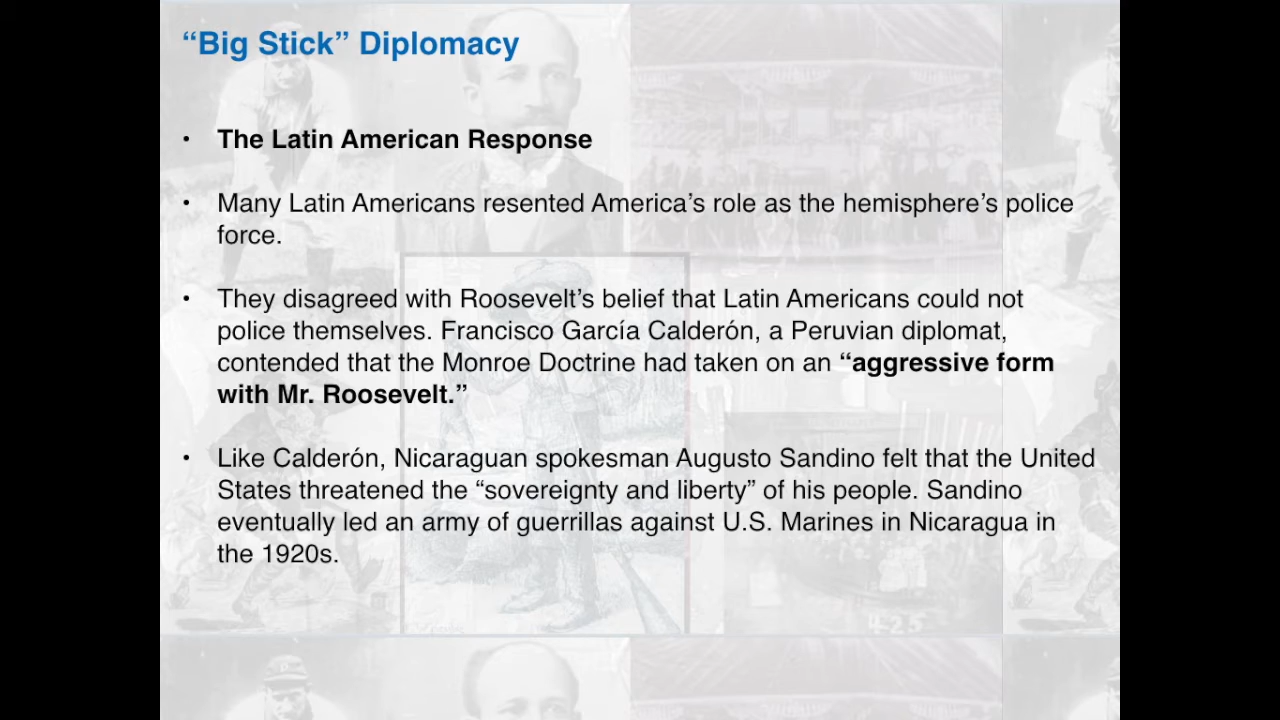 “Big Stick” Diplomacy
• The Latin American Response
• Many Latin Americans resented America’s role as the hemisphere’s police
force.
• They disagreed with Roosevelt’s belief that Latin Americans could not
police themselves. Francisco García Calderón, a Peruvian diplomat,
contended that the Monroe Doctrine had taken on an “aggressive form
with Mr. Roosevelt.”
• Like Calderón, Nicaraguan spokesman Augusto Sandino felt that the United
States threatened the “sovereignty and liberty” of his people. Sandino
eventually led an army of guerrillas against U.S. Marines in Nicaragua in
the 1920s.
425